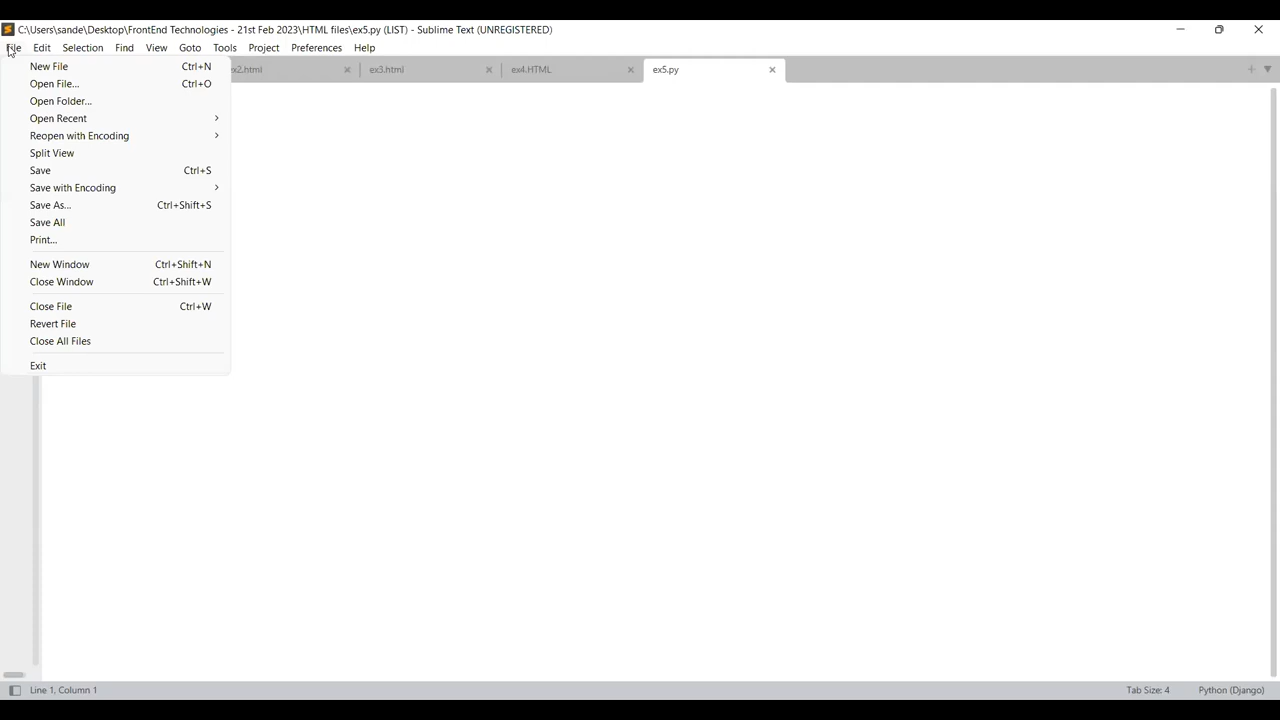 C:\Users\sande\Desktop\FrontEnd Technologies - 21st Feb 2023\HTML files\ex5.py (LIST) - Sublime Text (UNREGISTERED)
File Edit Selection Find View Goto Tools Project Preferences Help
ex2.html ex3.html ex4.HTML ex5.py
New File Ctrl+N
Open File... Ctrl+O
Open Folder...
Open Recent
Reopen with Encoding
Split View
Save Ctrl+S
Save with Encoding
Save As... Ctrl+Shift+S
Save All
Print...
New Window Ctrl+Shift+N
Close Window Ctrl+Shift+W
Close File Ctrl+W
Revert File
Close All Files
Exit
Line 1, Column 1 Tab Size: 4 Python (Django)